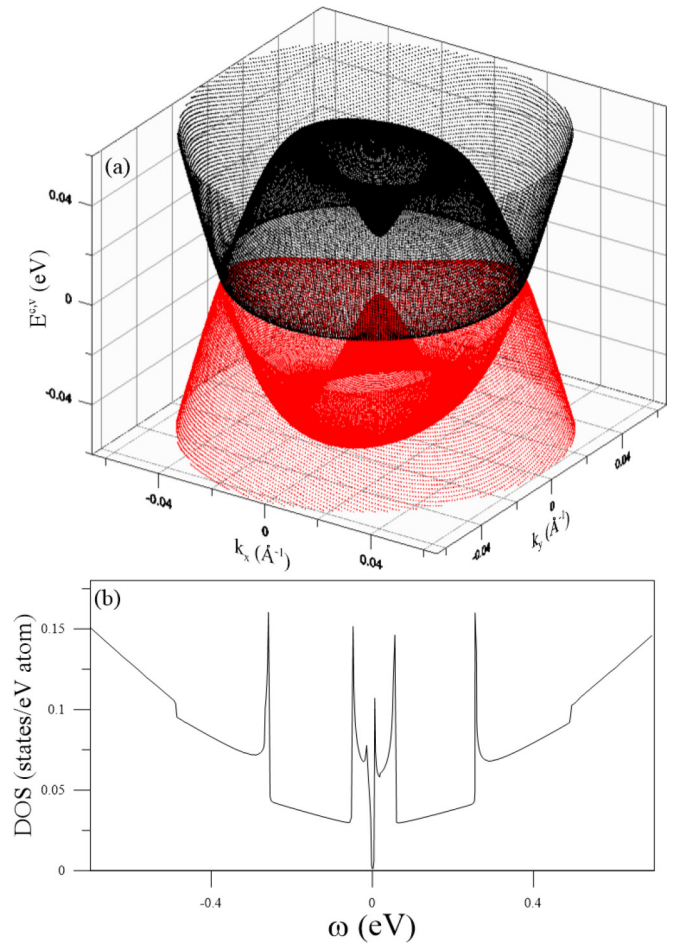 (a)
0.04
0
-0.04
E^c,v (eV)
-0.04
0
0.04
k_x (Å^-1)
-0.04
0
0.04
k_y (Å^-1)
(b)
0.15
0.1
0.05
0
DOS (states/eV atom)
-0.4
0
0.4
ω (eV)